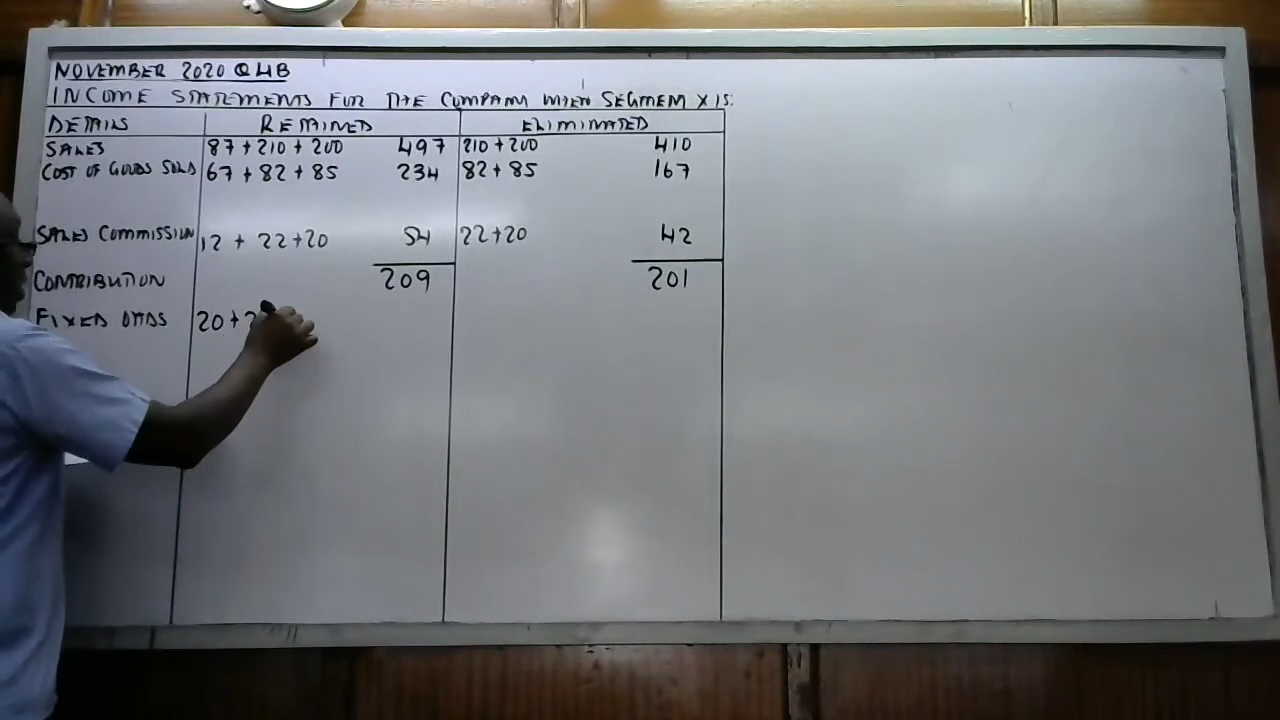 NOVEMBER 2020 Q4B
INCOME STATEMENTS FOR THE COMPANY WHEN SEGMENT X IS:
DETAILS RETAINED ELIMINATED
SALES 87+210+200 497 210+200 410
COST OF GOODS SOLD 67+82+85 234 82+85 167
SALES COMMISSION 12+22+20 54 22+20 42
CONTRIBUTION 209 201
FIXED OHDS 20+2